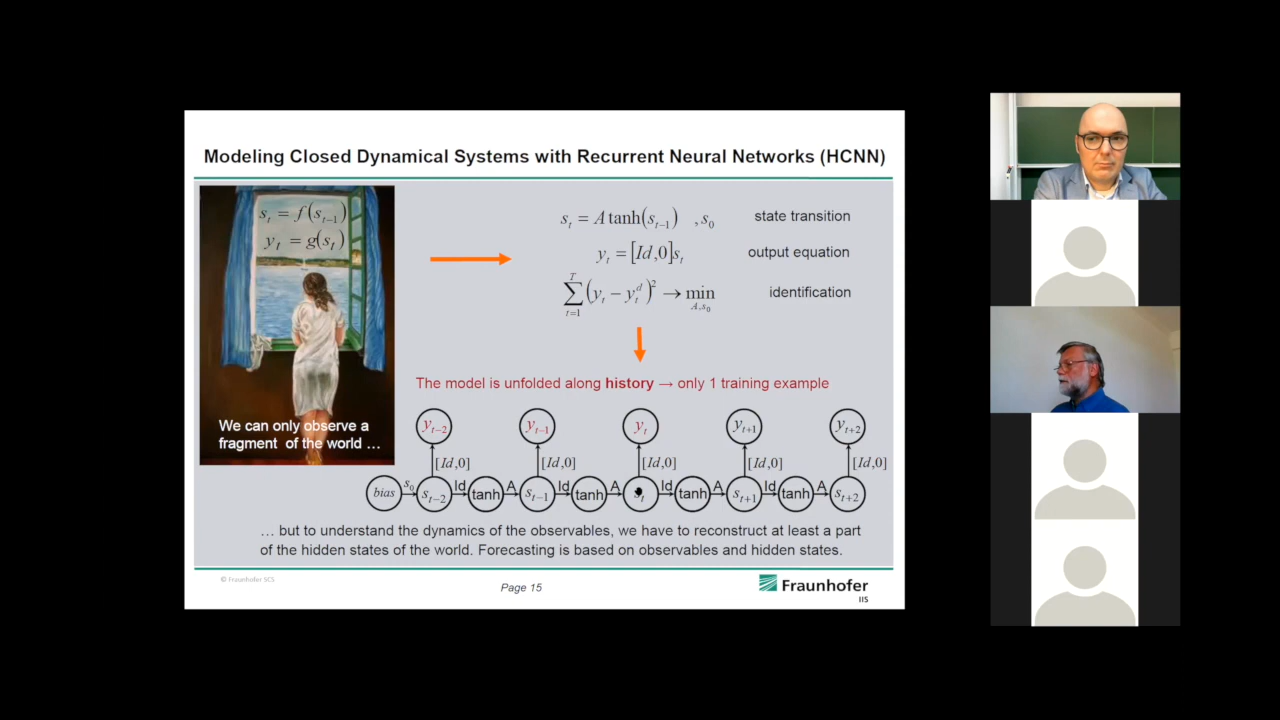 Modeling Closed Dynamical Systems with Recurrent Neural Networks (HCNN)
s_t = f(s_{t-1})
y_t = g(s_t)
We can only observe a
fragment of the world …
s_t = A tanh(s_{t-1}) , s_0 state transition
y_t = [Id,0]s_t output equation
∑_{t=1}^{T} (y_t − y_t^d)^2 → min_{A,s_0} identification
The model is unfolded along history → only 1 training example
y_{t-2} y_{t-1} y_t y_{t+1} y_{t+2}
[Id,0] [Id,0] [Id,0] [Id,0] [Id,0]
bias s_0 s_{t-2} Id tanh A s_{t-1} Id tanh A s_t Id tanh A s_{t+1} Id tanh A s_{t+2}
… but to understand the dynamics of the observables, we have to reconstruct at least a part
of the hidden states of the world. Forecasting is based on observables and hidden states.
© Fraunhofer SCS
Page 15
Fraunhofer
IIS